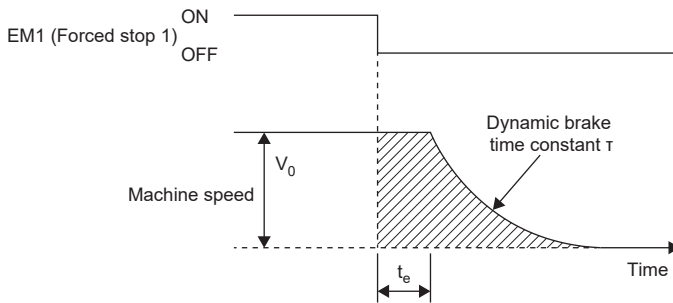 ON
EM1 (Forced stop 1)
OFF
Dynamic brake
time constant τ
V0
Machine speed
Time
te